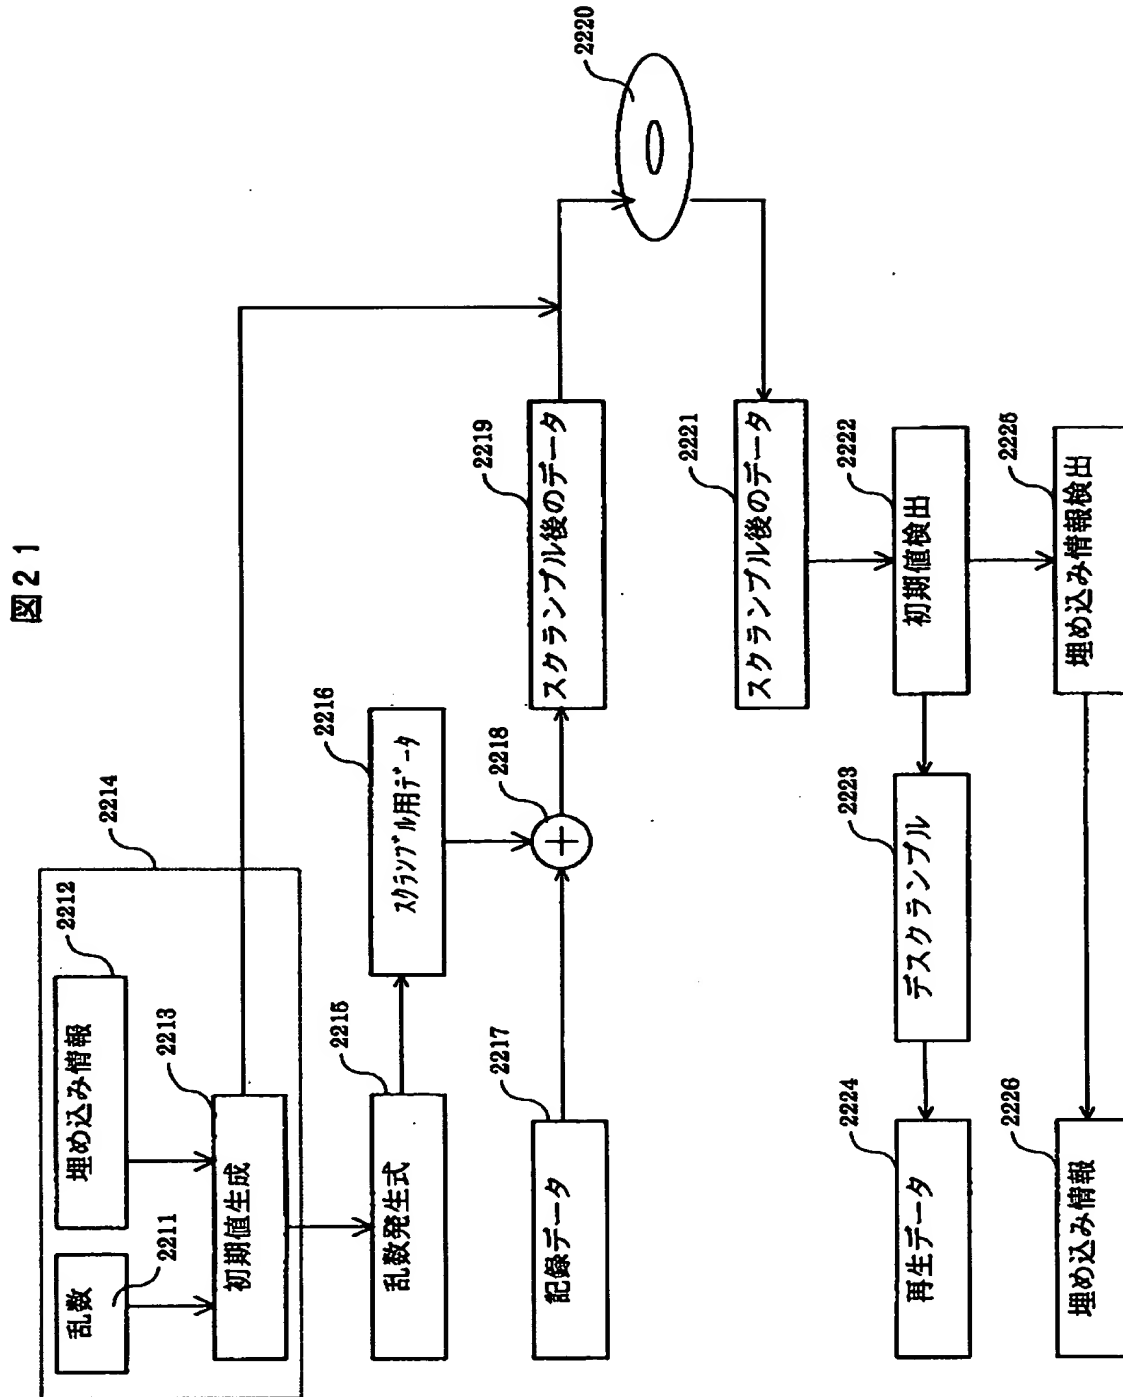 図21
2214
乱数
2211
埋め込み情報
2212
初期値生成
2213
乱数発生式
2215
スクランブル用データ
2216
記録データ
2217
2218
スクランブル後のデータ
2219
2220
スクランブル後のデータ
2221
初期値検出
2222
デスクランブル
2223
再生データ
2224
埋め込み情報検出
2225
埋め込み情報
2226